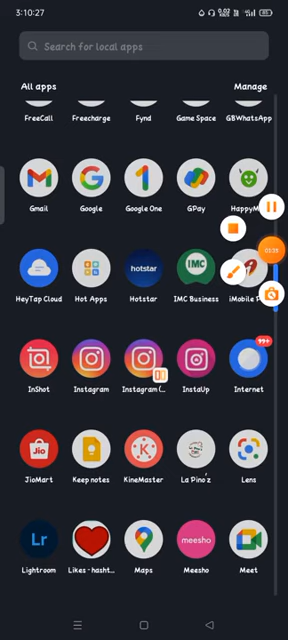 3:10:27
Search for local apps
All apps
Manage
FreeCall
Freecharge
Fynd
Game Space
GBWhatsApp
Gmail
Google
Google One
GPay
HappyM
hotstar
IMC
HeyTap Cloud
Hot Apps
Hotstar
IMC Business
iMobile P
99+
InShot
Instagram
Instagram (...
InstaUp
Internet
Jio
K
JioMart
Keep notes
KineMaster
La Pino'z
Lens
Lr
meesho
Lightroom
Likes - hasht...
Maps
Meesho
Meet